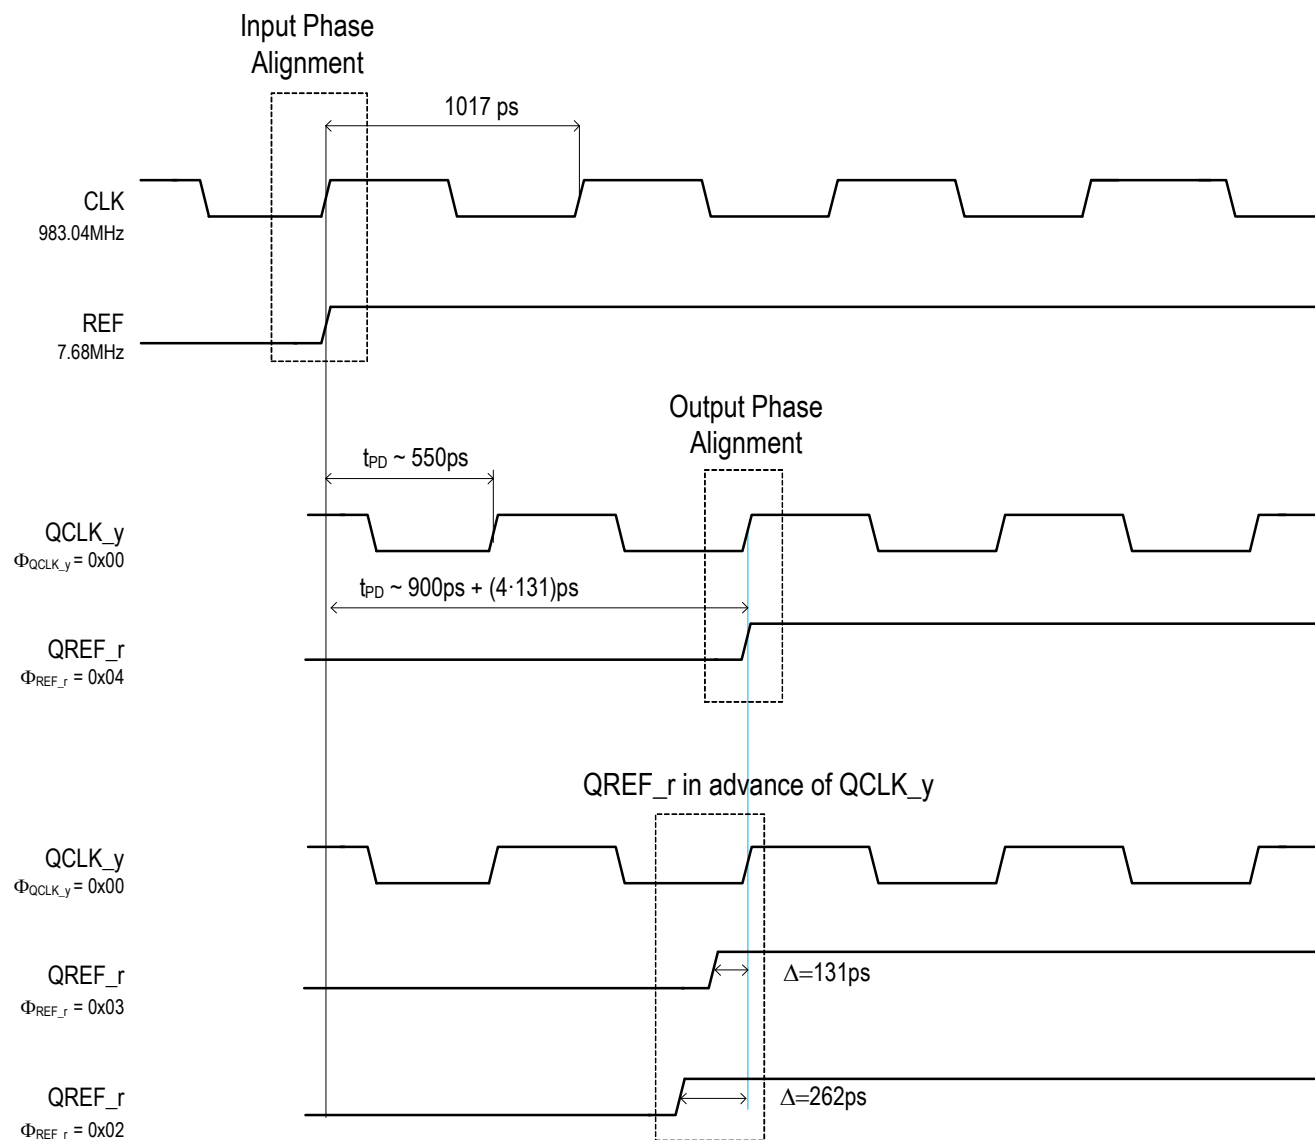 Input Phase
Alignment
1017 ps
CLK
983.04MHz
REF
7.68MHz
Output Phase
Alignment
tPD ~ 550ps
QCLK_y
ΦQCLK_y = 0x00
tPD ~ 900ps + (4·131)ps
QREF_r
ΦREF_r = 0x04
QREF_r in advance of QCLK_y
QCLK_y
ΦQCLK_y = 0x00
QREF_r
Δ=131ps
ΦREF_r = 0x03
QREF_r
Δ=262ps
ΦREF_r = 0x02